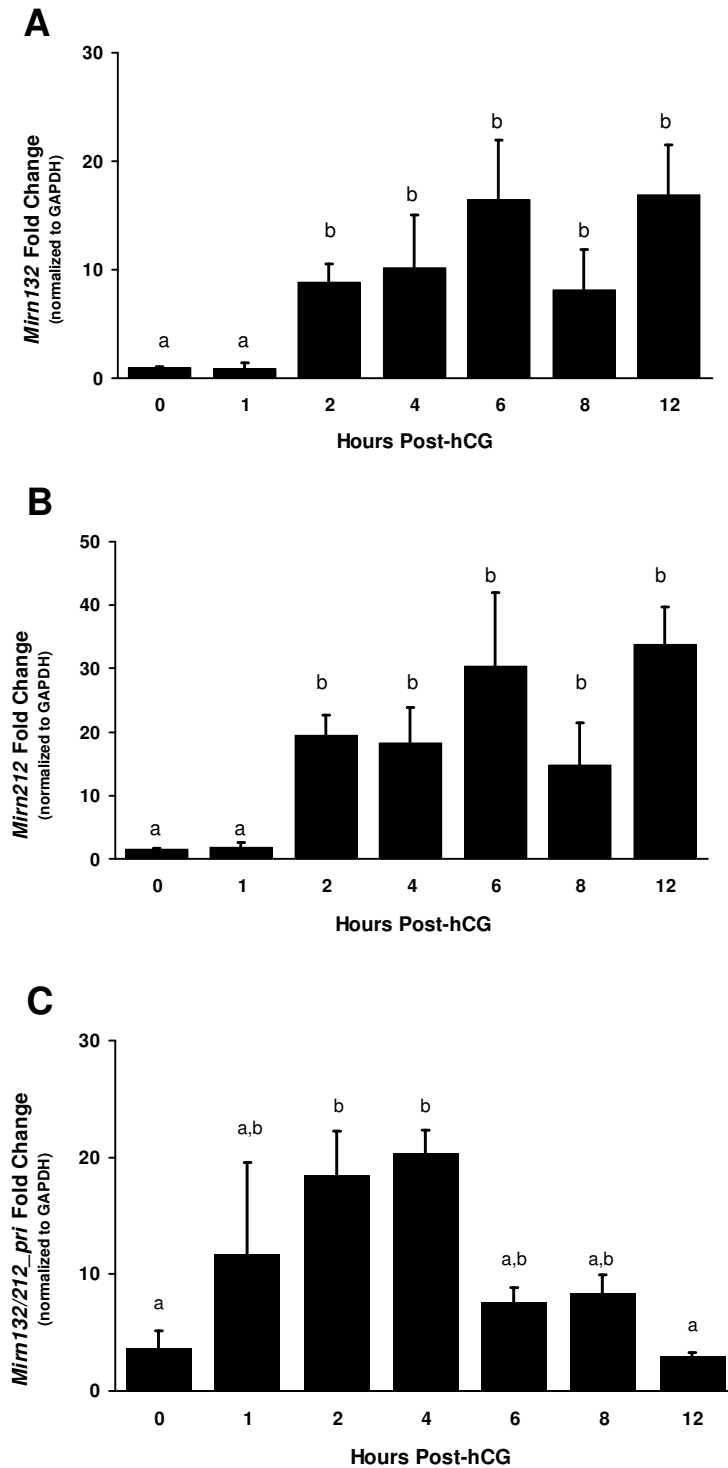 A
30
20
10
0
Mirn132 Fold Change
(normalized to GAPDH)
a
a
b
b
b
b
b
0 1 2 4 6 8 12
Hours Post-hCG
B
50
40
30
20
10
0
Mirn212 Fold Change
(normalized to GAPDH)
a
a
b
b
b
b
b
0 1 2 4 6 8 12
Hours Post-hCG
C
30
20
10
0
Mirn132/212_pri Fold Change
(normalized to GAPDH)
a
a,b
b
b
a,b
a,b
a
0 1 2 4 6 8 12
Hours Post-hCG